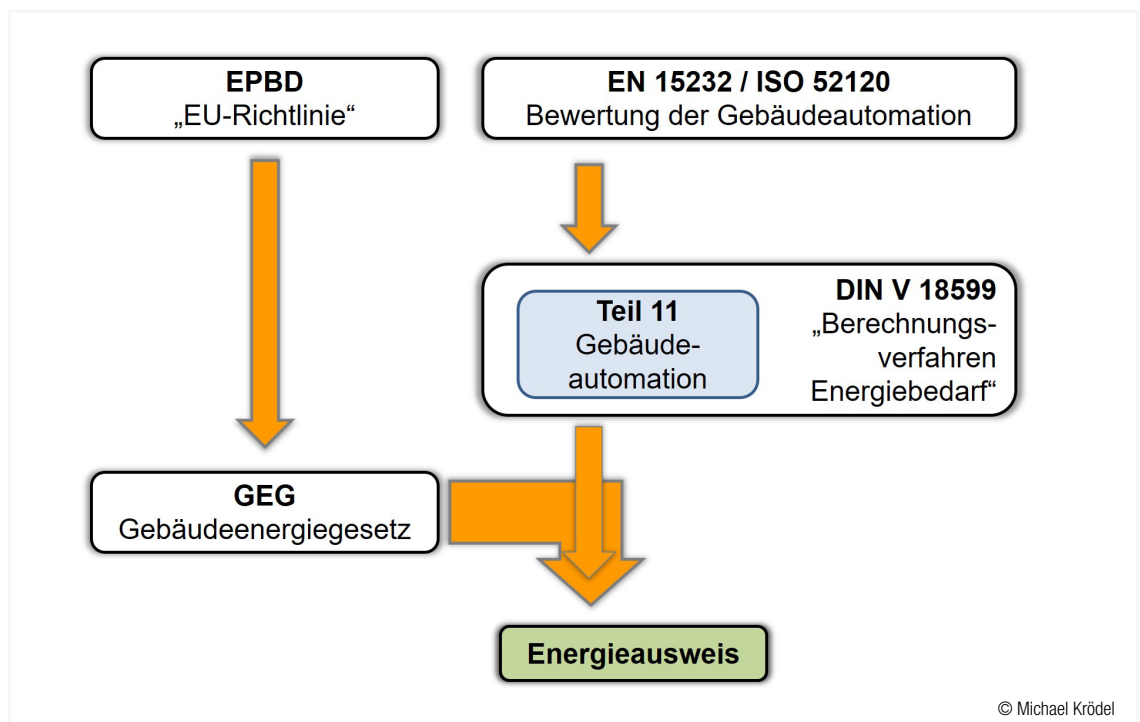 EPBD
„EU-Richtlinie“
EN 15232 / ISO 52120
Bewertung der Gebäudeautomation
Teil 11
Gebäude-
automation
DIN V 18599
„Berechnungs-
verfahren
Energiebedarf“
GEG
Gebäudeenergiegesetz
Energieausweis
© Michael Krödel